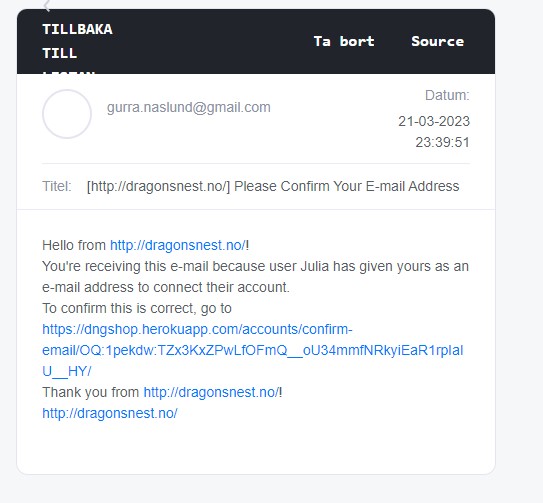 TILLBAKA
TILL
LISTAN
Ta bort
Source
gurra.naslund@gmail.com
Datum:
21-03-2023
23:39:51
Titel: [http://dragonsnest.no/] Please Confirm Your E-mail Address
Hello from http://dragonsnest.no/!
You're receiving this e-mail because user Julia has given yours as an
e-mail address to connect their account.
To confirm this is correct, go to
https://dngshop.herokuapp.com/accounts/confirm-
email/OQ:1pekdw:TZx3KxZPwLfOFmQ__oU34mmfNRkyiEaR1rplaI
U__HY/
Thank you from http://dragonsnest.no/!
http://dragonsnest.no/